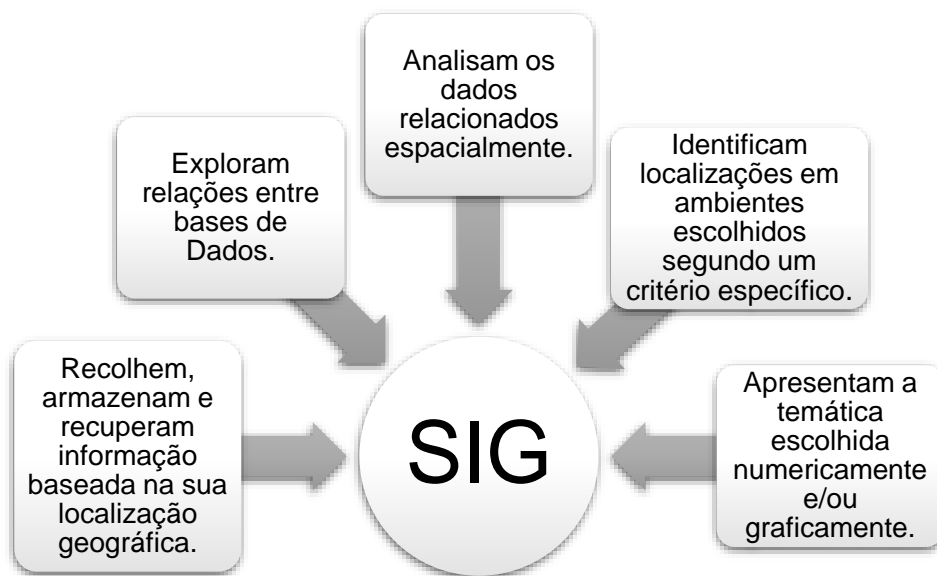 Analisam os
dados
relacionados
espacialmente.
Exploram
relações entre
bases de
Dados.
Identificam
localizações em
ambientes
escolhidos
segundo um
critério específico.
Recolhem,
armazenam e
recuperam
informação
baseada na sua
localização
geográfica.
SIG
Apresentam a
temática
escolhida
numericamente
e/ou
graficamente.